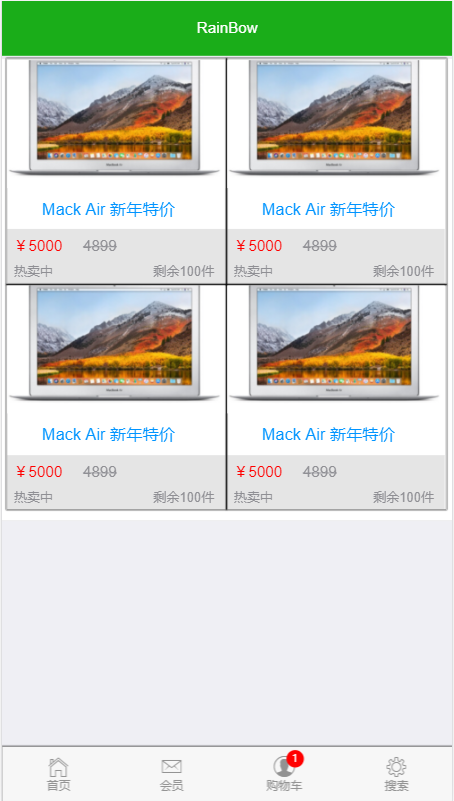 RainBow
Mack Air 新年特价
Mack Air 新年特价
￥5000 4899
￥5000 4899
热卖中 剩余100件
热卖中 剩余100件
Mack Air 新年特价
Mack Air 新年特价
￥5000 4899
￥5000 4899
热卖中 剩余100件
热卖中 剩余100件
1
首页
会员
购物车
搜索